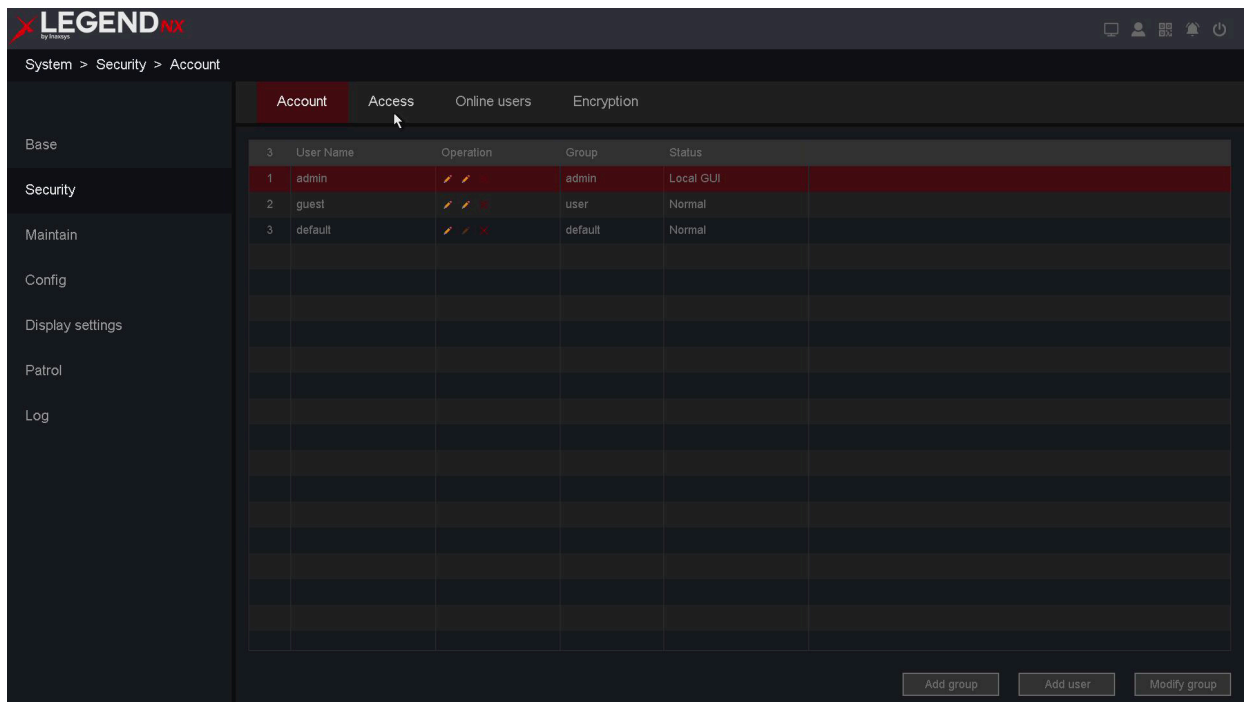 LEGEND NX
by Inaxsys
System > Security > Account
Account Access Online users Encryption
Base
Security
Maintain
Config
Display settings
Patrol
Log
3 User Name Operation Group Status
1 admin admin Local GUI
2 guest user Normal
3 default default Normal
Add group Add user Modify group